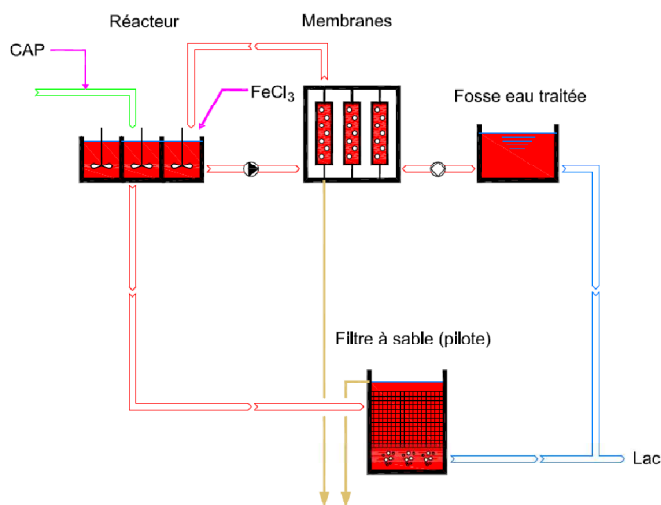 Réacteur
Membranes
CAP
FeCl₃
Fosse eau traitée
Filtre à sable (pilote)
Lac